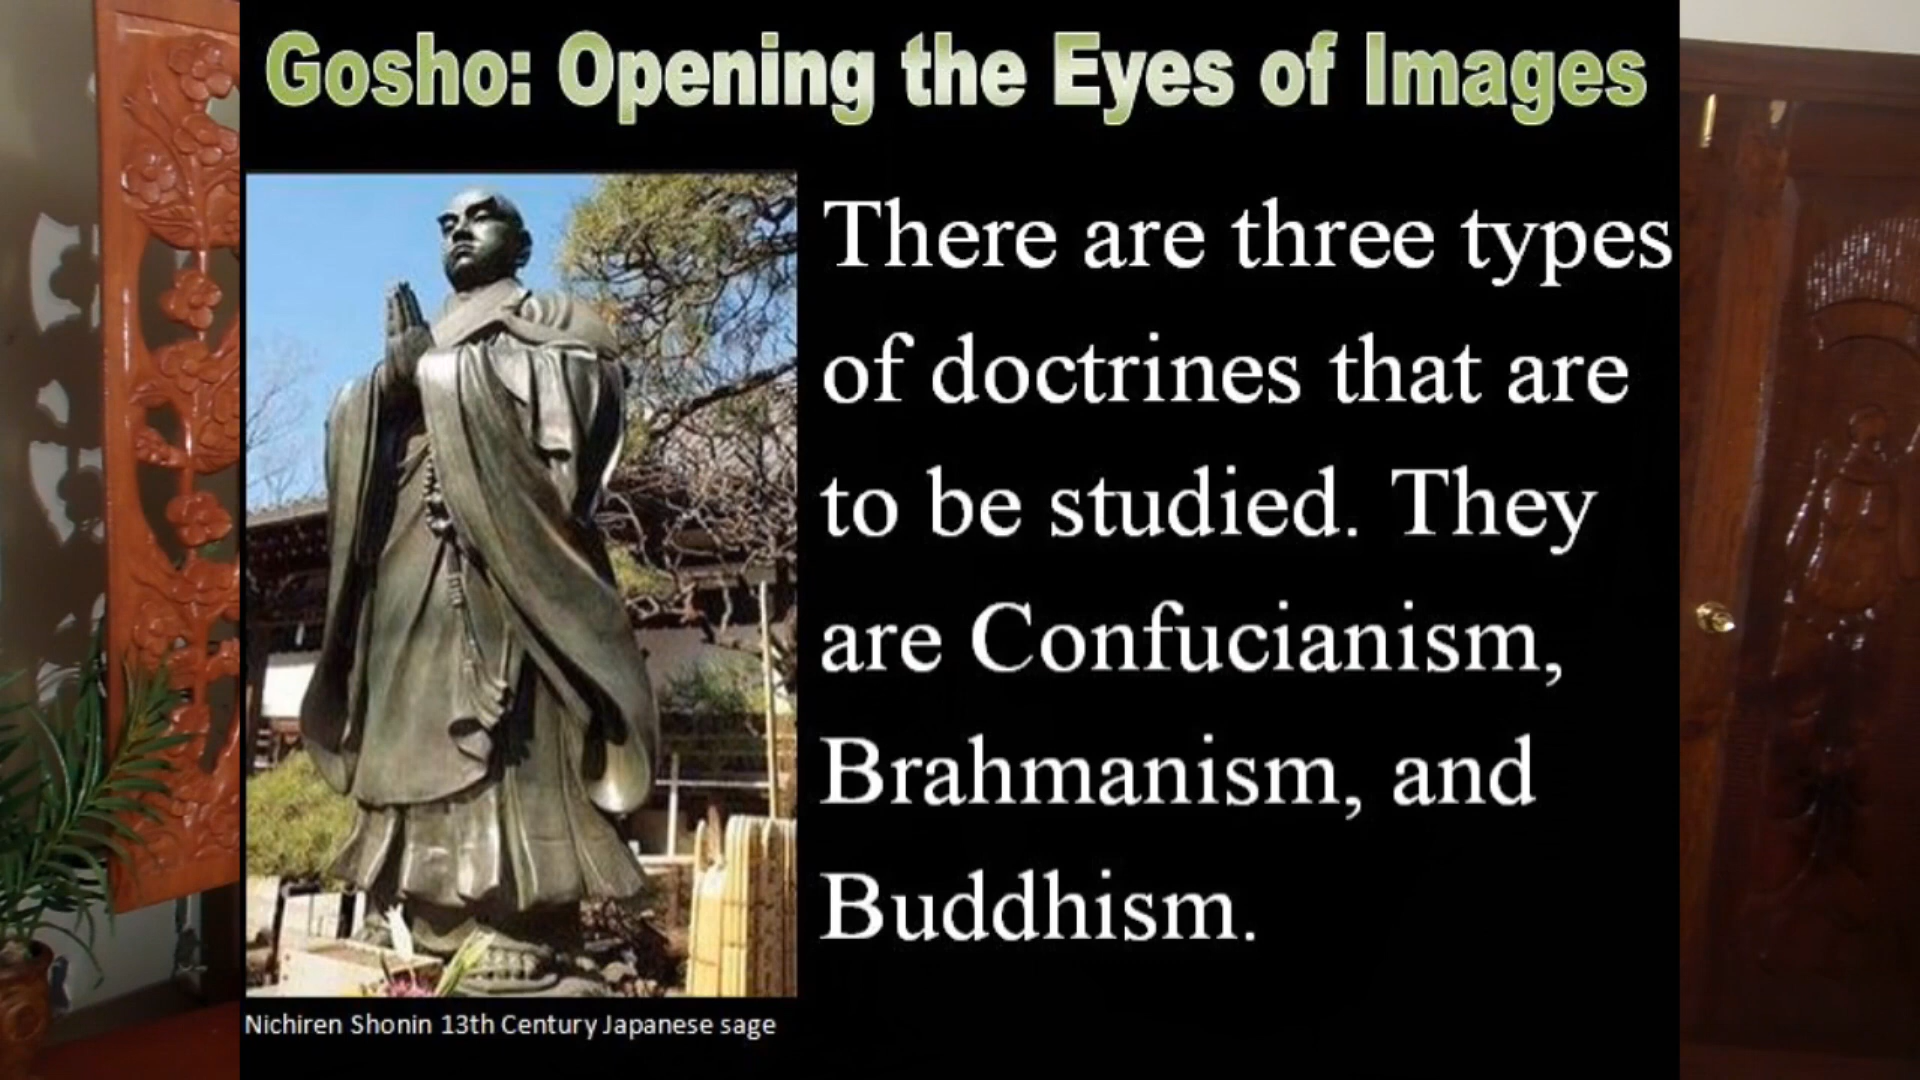 Gosho: Opening the Eyes of Images
There are three types
of doctrines that are
to be studied. They
are Confucianism,
Brahmanism, and
Buddhism.
Nichiren Shonin 13th Century Japanese sage